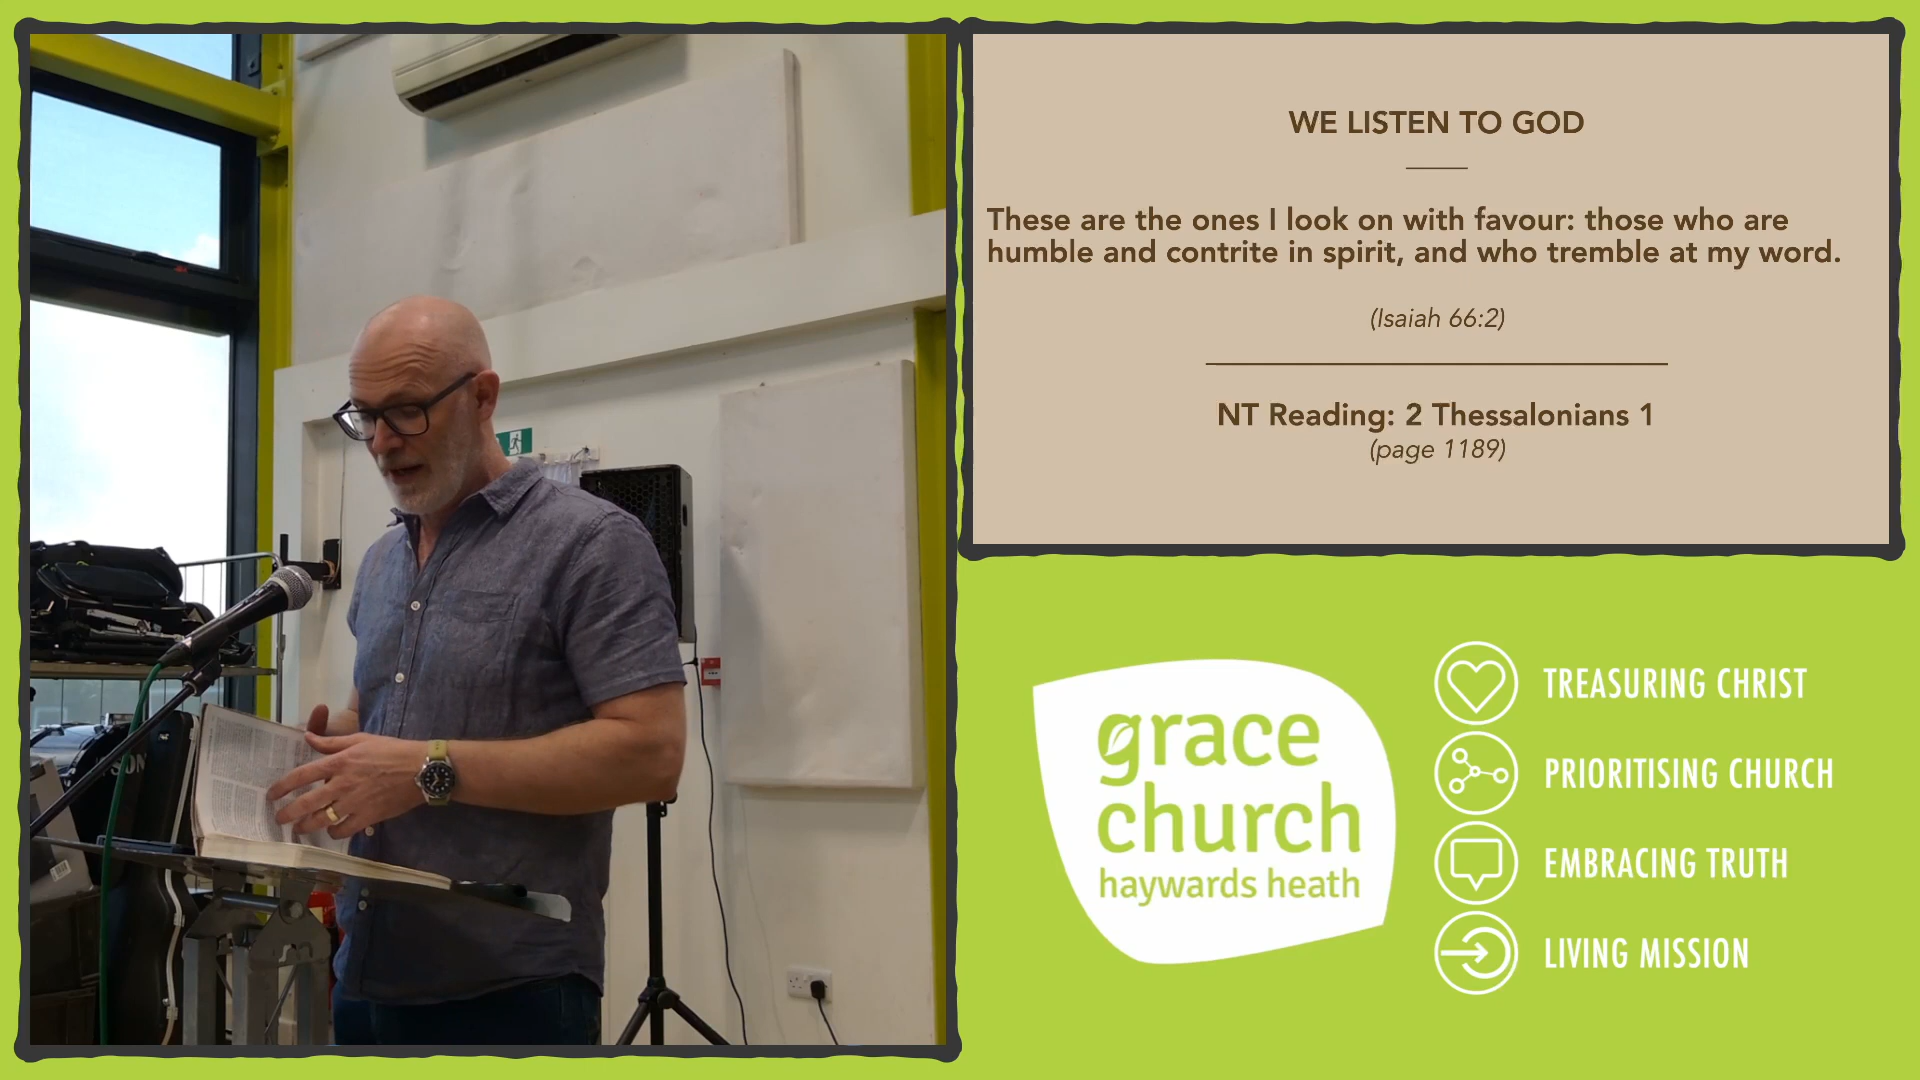 WE LISTEN TO GOD
These are the ones I look on with favour: those who are
humble and contrite in spirit, and who tremble at my word.
(Isaiah 66:2)
NT Reading: 2 Thessalonians 1
(page 1189)
grace
church
haywards heath
TREASURING CHRIST
PRIORITISING CHURCH
EMBRACING TRUTH
LIVING MISSION